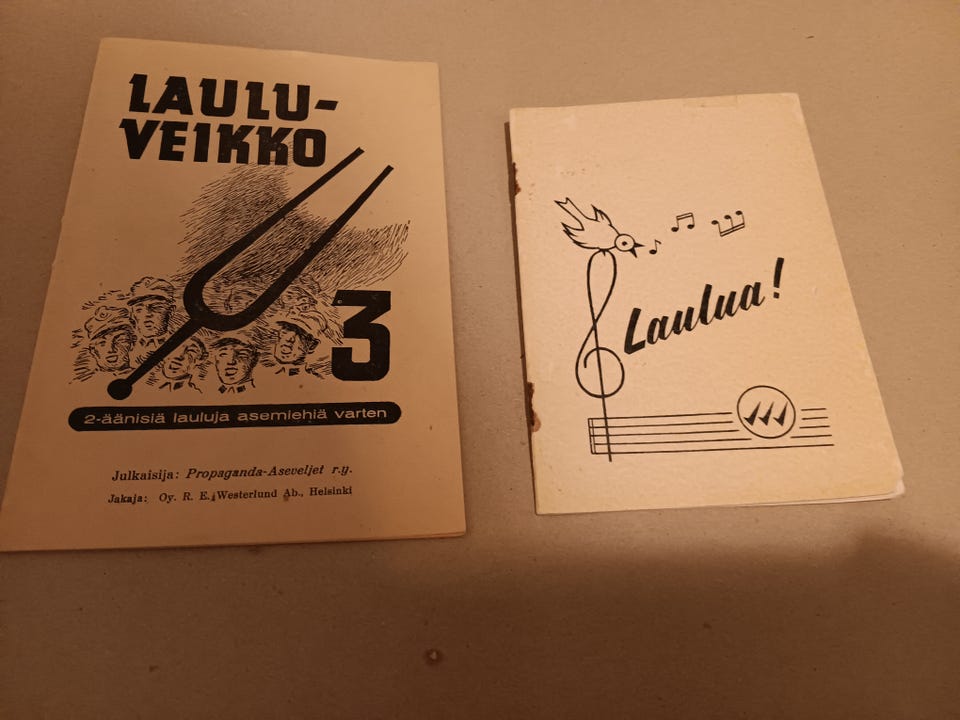 LAULU-
VEIKKO
3
2-äänisiä lauluja asemiehiä varten
Julkaisija: Propaganda-Aseveljet r.y.
Jakaja: Oy. R. E. Westerlund Ab., Helsinki
Laulua!